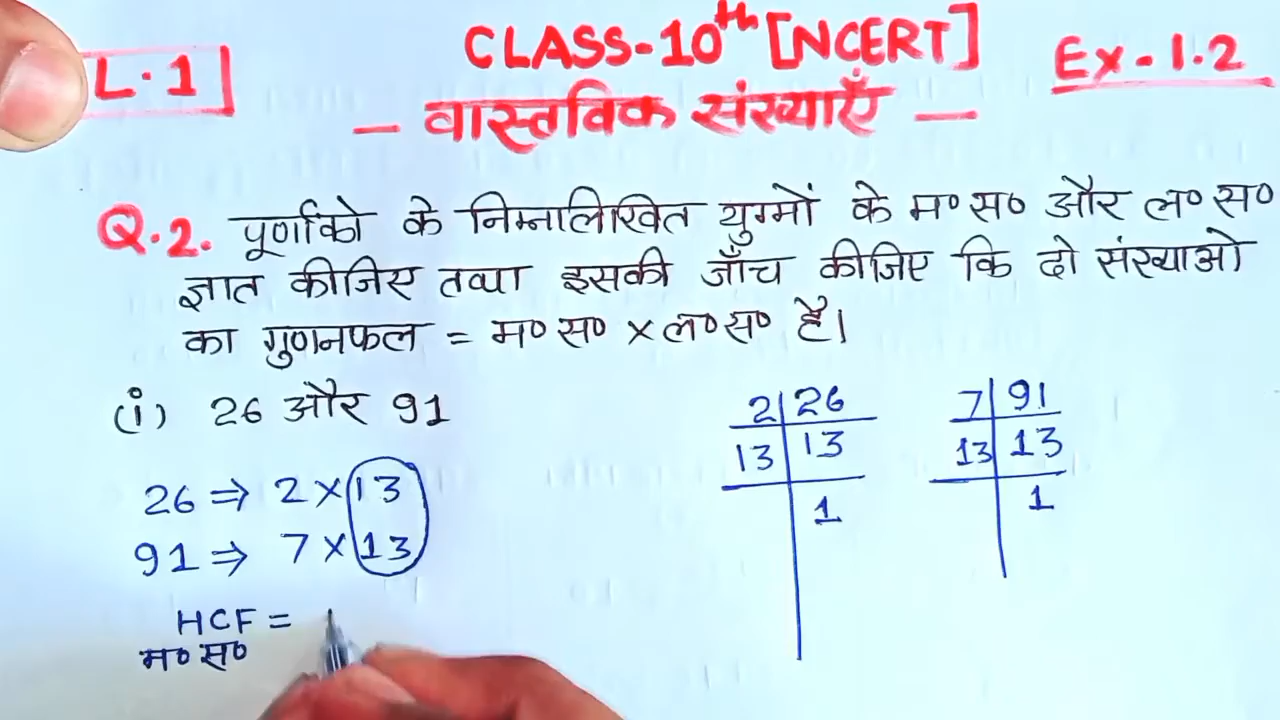 L.1
CLASS-10th [NCERT]
Ex-1.2
— वास्तविक संख्याएँ —
Q.2. पूर्णांको के निम्नलिखित युग्मों के म० स० और ल० स०
ज्ञात कीजिए तथा इसकी जाँच कीजिए कि दो संख्याओ
का गुणनफल = म० स० × ल० स० है।
(i) 26 और 91
26 ⇒ 2 × 13
91 ⇒ 7 × 13
HCF =
म० स०
2 | 26
13 | 13
1
7 | 91
13 | 13
1